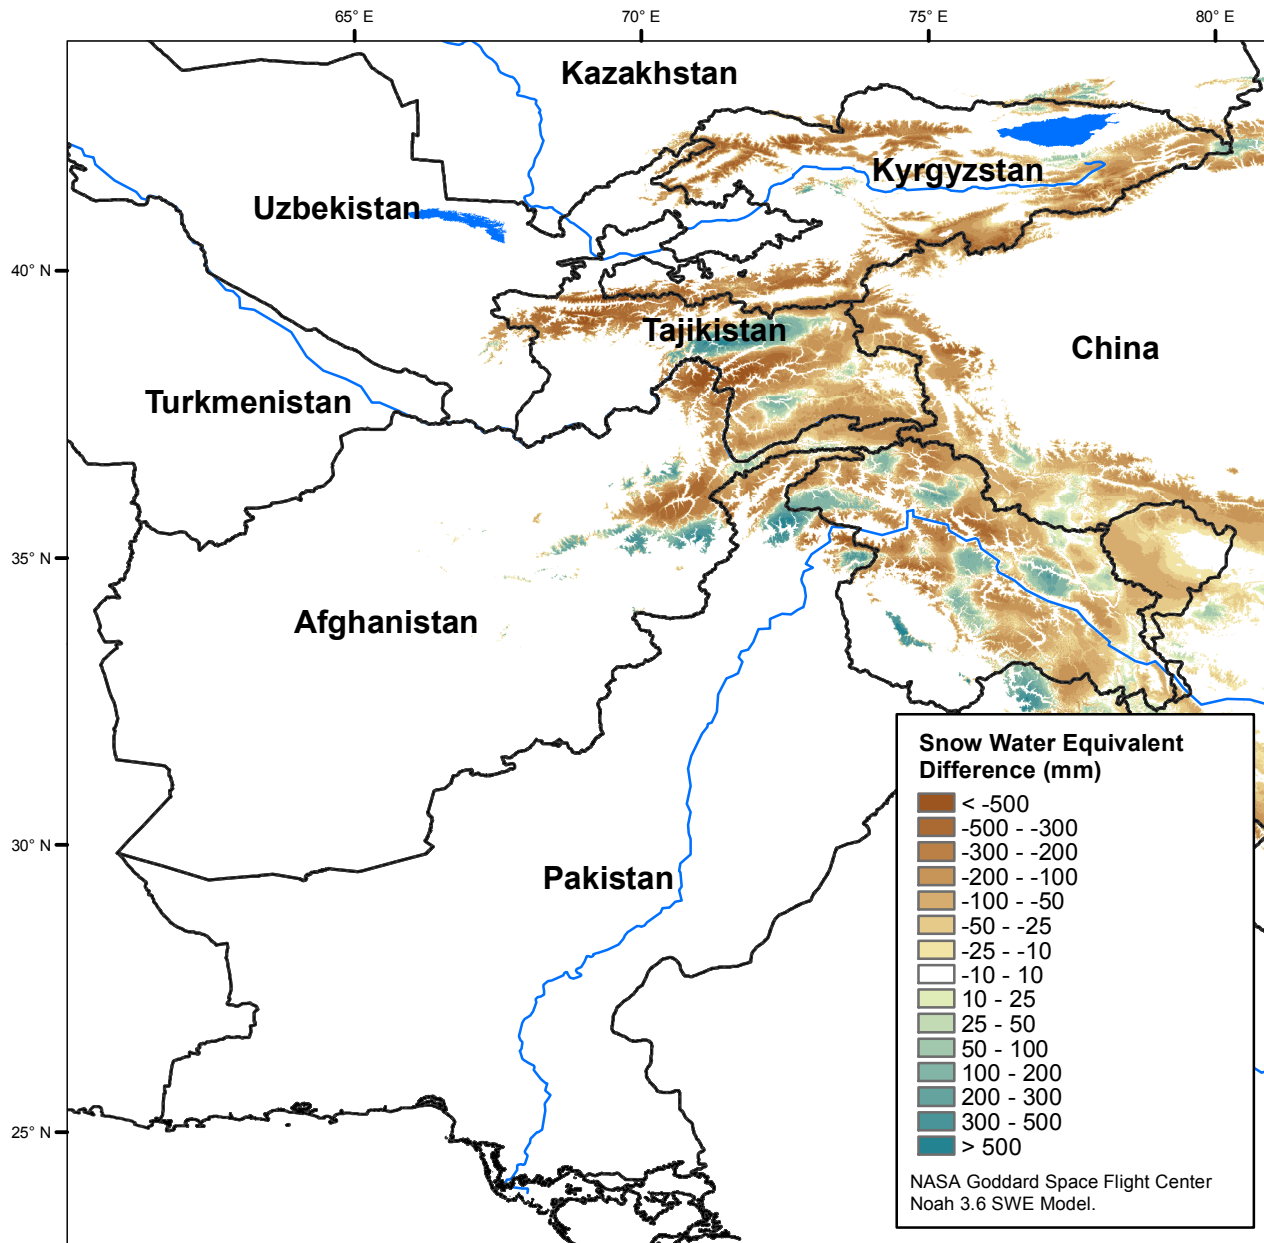 65° E
70° E
75° E
80° E
Kazakhstan
Kyrgyzstan
Uzbekistan
40° N
Tajikistan
China
Turkmenistan
35° N
Afghanistan
30° N
Pakistan
25° N
Snow Water Equivalent
Difference (mm)
< -500
-500 - -300
-300 - -200
-200 - -100
-100 - -50
-50 - -25
-25 - -10
-10 - 10
10 - 25
25 - 50
50 - 100
100 - 200
200 - 300
300 - 500
> 500
NASA Goddard Space Flight Center
Noah 3.6 SWE Model.